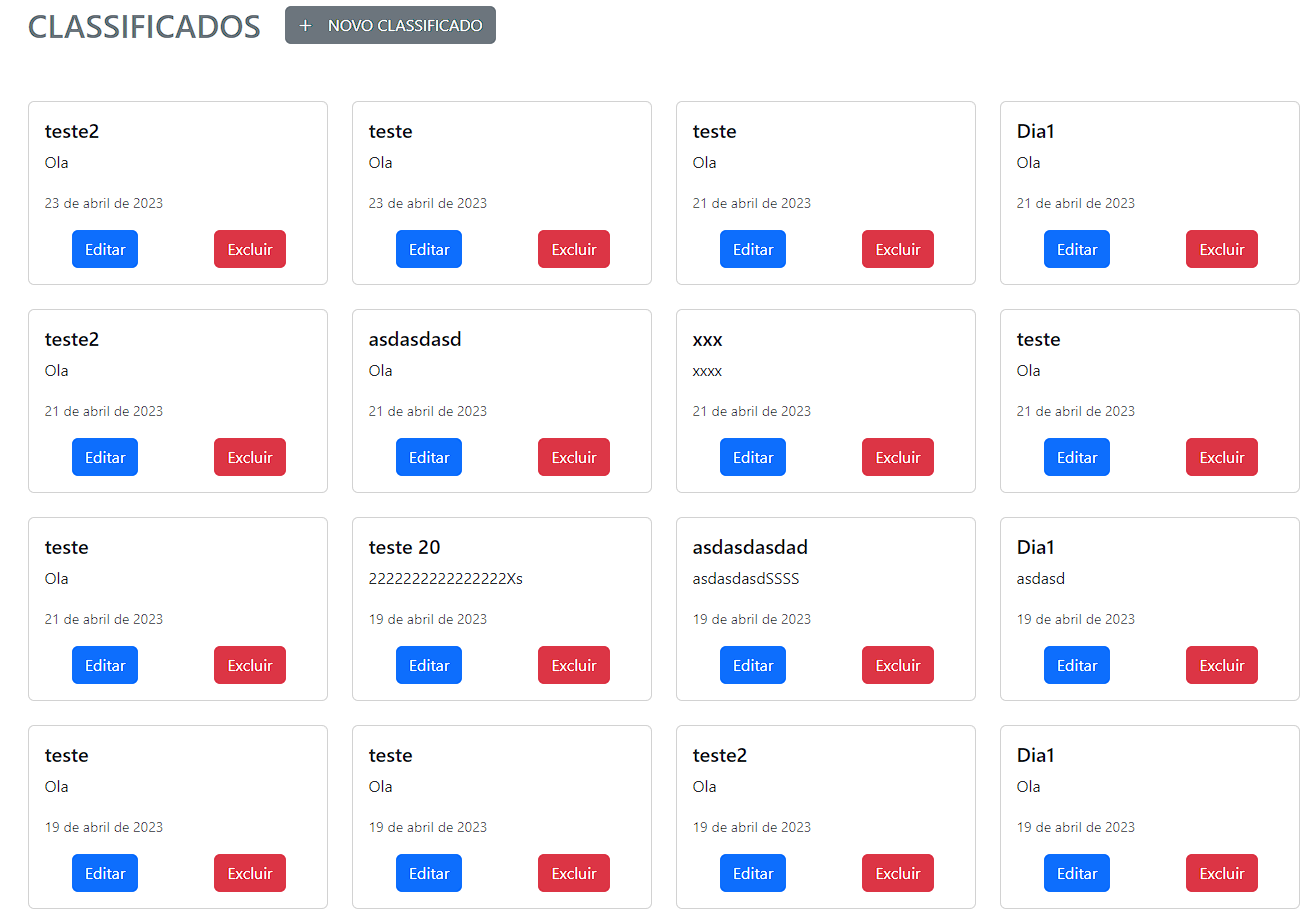 CLASSIFICADOS
+ NOVO CLASSIFICADO
teste2
Ola
23 de abril de 2023
Editar Excluir
teste
Ola
23 de abril de 2023
Editar Excluir
teste
Ola
21 de abril de 2023
Editar Excluir
Dia1
Ola
21 de abril de 2023
Editar Excluir
teste2
Ola
21 de abril de 2023
Editar Excluir
asdasdasd
Ola
21 de abril de 2023
Editar Excluir
xxx
xxxx
21 de abril de 2023
Editar Excluir
teste
Ola
21 de abril de 2023
Editar Excluir
teste
Ola
21 de abril de 2023
Editar Excluir
teste 20
2222222222222222Xs
19 de abril de 2023
Editar Excluir
asdasdasdad
asdasdasdSSSS
19 de abril de 2023
Editar Excluir
Dia1
asdasd
19 de abril de 2023
Editar Excluir
teste
Ola
19 de abril de 2023
Editar Excluir
teste
Ola
19 de abril de 2023
Editar Excluir
teste2
Ola
19 de abril de 2023
Editar Excluir
Dia1
Ola
19 de abril de 2023
Editar Excluir